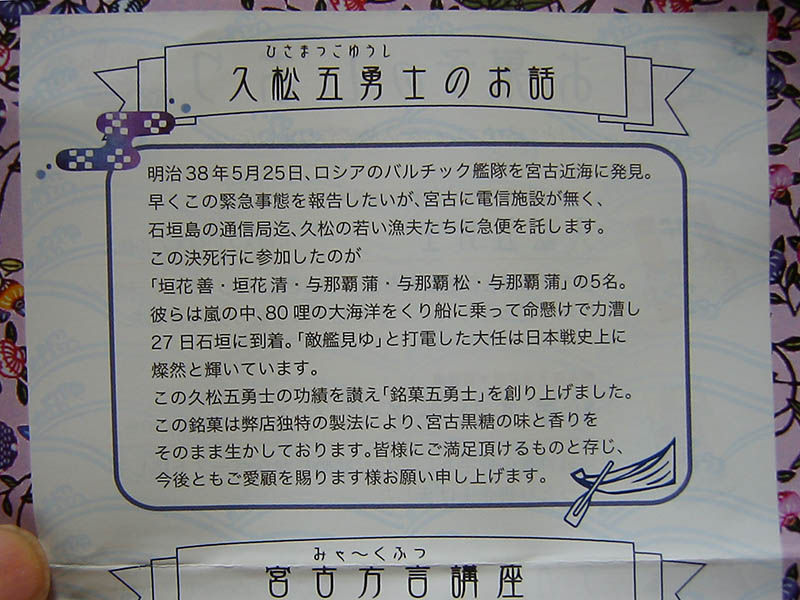 ひさまつごゆうし
久松五勇士のお話
明治38年5月25日、ロシアのバルチック艦隊を宮古近海に発見。
早くこの緊急事態を報告したいが、宮古に電信施設が無く、
石垣島の通信局迄、久松の若い漁夫たちに急便を託します。
この決死行に参加したのが
「垣花 善・垣花 清・与那覇 蒲・与那覇 松・与那覇 蒲」の5名。
彼らは嵐の中、80 哩の大海洋をくり船に乗って命懸けで力漕し
27 日石垣に到着。「敵艦見ゆ」と打電した大任は日本戦史上に
燦然と輝いています。
この久松五勇士の功績を讃え「銘菓五勇士」を創り上げました。
この銘菓は弊店独特の製法により、宮古黒糖の味と香りを
そのまま生かしております。皆様にご満足頂けるものと存じ、
今後ともご愛顧を賜ります様お願い申し上げます。
みゃ〜くふつ
宮古方言講座